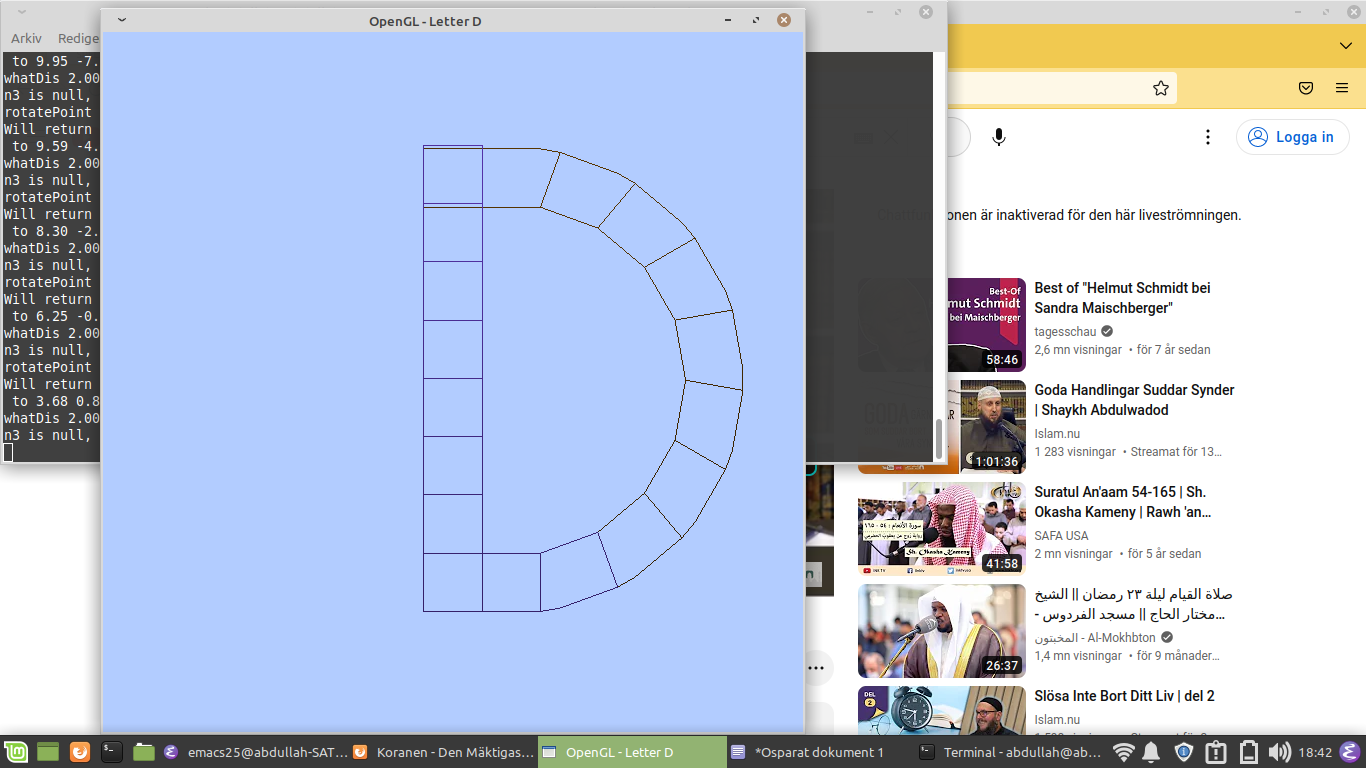 OpenGL - Letter D
Arkiv Redige
to 9.95 -7.
whatDis 2.00
n3 is null,
rotatePoint
Will return
to 9.59 -4.
whatDis 2.00
n3 is null,
rotatePoint
Will return
to 8.30 -2.
whatDis 2.00
n3 is null,
rotatePoint
Will return
to 6.25 -0.
whatDis 2.00
n3 is null,
rotatePoint
Will return
to 3.68 0.8
whatDis 2.00
n3 is null,
Logga in
onen är inaktiverad för den här liveströmningen.
Best-Of
mut Schmidt
bei Maischberger
58:46
Best of "Helmut Schmidt bei
Sandra Maischberger"
tagesschau
2,6 mn visningar • för 7 år sedan
1:01:36
Goda Handlingar Suddar Synder
| Shaykh Abdulwadod
Islam.nu
1 283 visningar • Streamat för 13…
Sh. Okasha Kameny
41:58
Suratul An'aam 54-165 | Sh.
Okasha Kameny | Rawh 'an…
SAFA USA
2 mn visningar • för 5 år sedan
26:37
صلاة القيام ليلة ٢٣ رمضان || الشيخ
مختار الحاج || مسجد الفردوس -…
المخبتون - Al-Mokhbton
1,4 mn visningar • för 9 månader…
DEL
2
Slösa Inte Bort Ditt Liv | del 2
Islam.nu
emacs25@abdullah-SAT… Koranen - Den Mäktigas… OpenGL - Letter D *Osparat dokument 1 Terminal - abdullah@ab… 18:42